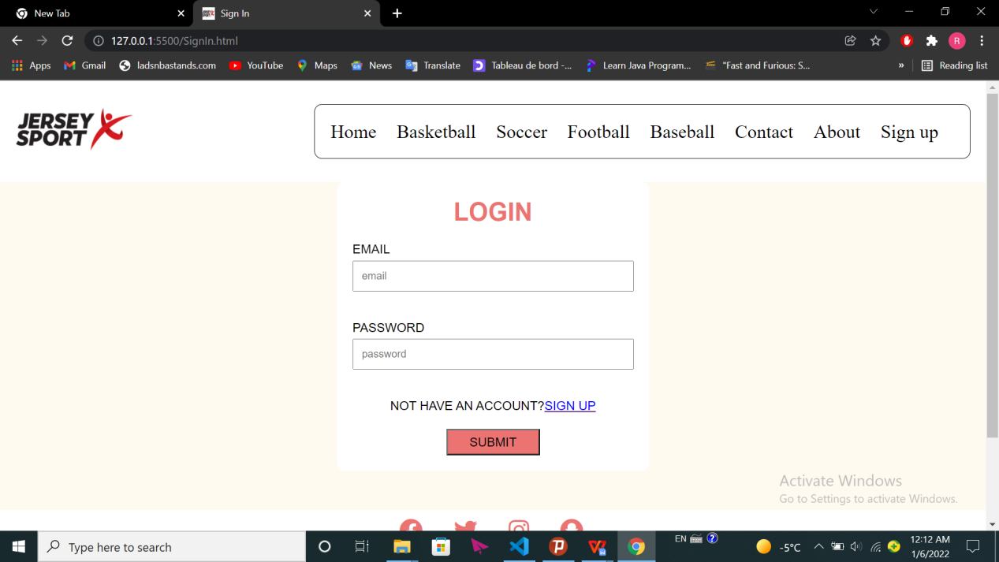 New Tab
Sign In
127.0.0.1:5500/SignIn.html
R
Apps
Gmail
ladsnbastands.com
YouTube
Maps
News
Translate
Tableau de bord -...
Learn Java Program...
"Fast and Furious: S...
»
Reading list
JERSEY
SPORT
Home
Basketball
Soccer
Football
Baseball
Contact
About
Sign up
LOGIN
EMAIL
email
PASSWORD
password
NOT HAVE AN ACCOUNT?SIGN UP
SUBMIT
Activate Windows
Go to Settings to activate Windows.
Type here to search
EN
-5°C
12:12 AM
1/6/2022